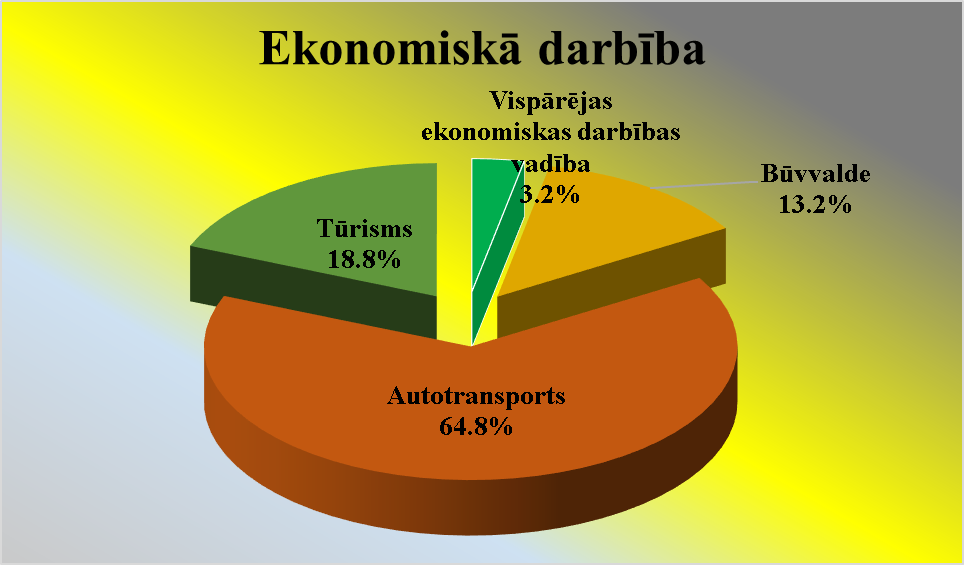 Ekonomiskā darbība
Vispārējas
ekonomiskas darbības
vadība
3.2%
Būvvalde
13.2%
Tūrisms
18.8%
Autotransports
64.8%